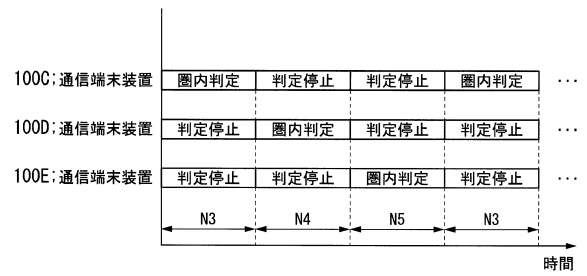 100C;通信端末装置 圏内判定 判定停止 判定停止 圏内判定 ···
100D;通信端末装置 判定停止 圏内判定 判定停止 判定停止 ···
100E;通信端末装置 判定停止 判定停止 圏内判定 判定停止 ···
N3 N4 N5 N3
時間